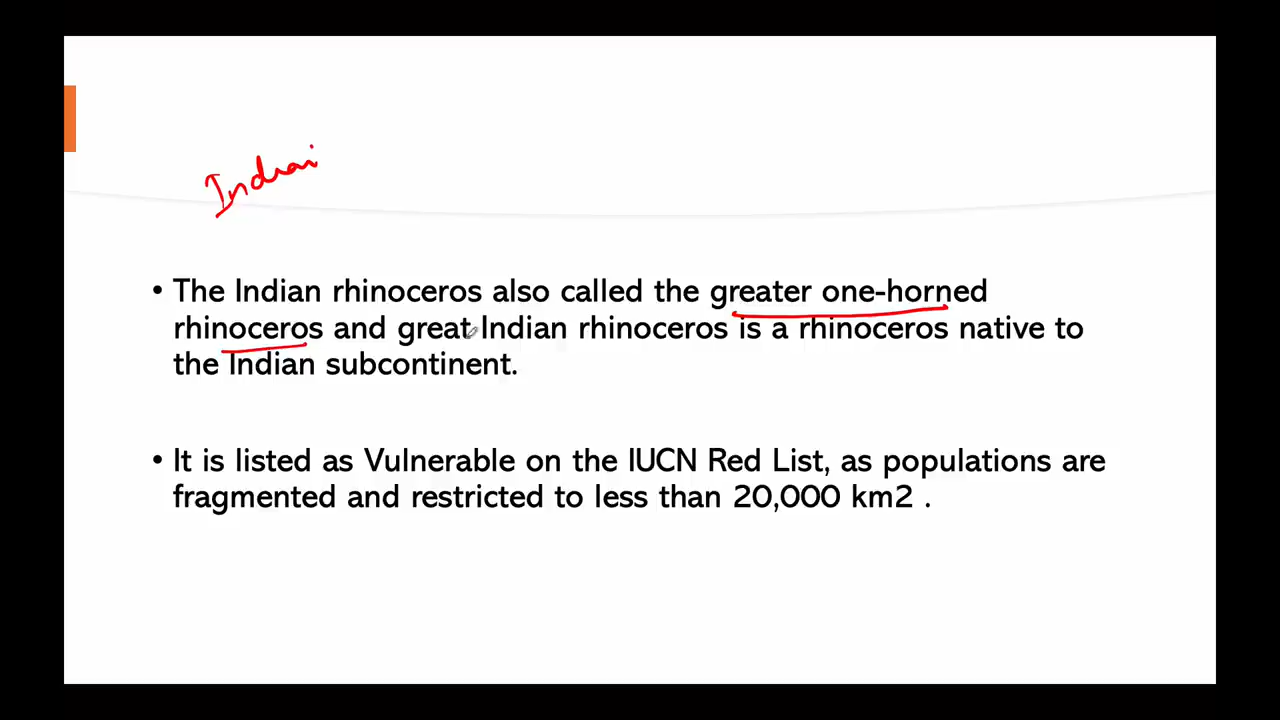 Indian
• The Indian rhinoceros also called the greater one-horned
rhinoceros and great Indian rhinoceros is a rhinoceros native to
the Indian subcontinent.
• It is listed as Vulnerable on the IUCN Red List, as populations are
fragmented and restricted to less than 20,000 km2 .